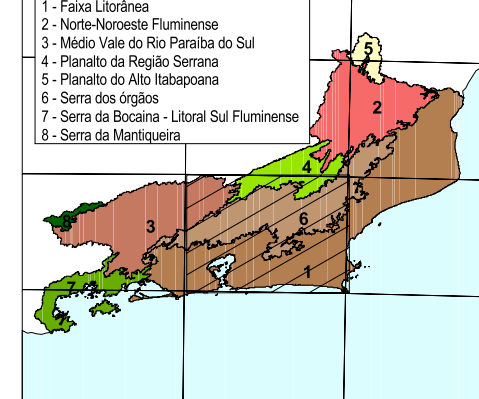 1 - Faixa Litorânea
2 - Norte-Noroeste Fluminense
3 - Médio Vale do Rio Paraíba do Sul
4 - Planalto da Região Serrana
5 - Planalto do Alto Itabapoana
6 - Serra dos órgãos
7 - Serra da Bocaina - Litoral Sul Fluminense
8 - Serra da Mantiqueira
5
2
4
8
3
6
7
1